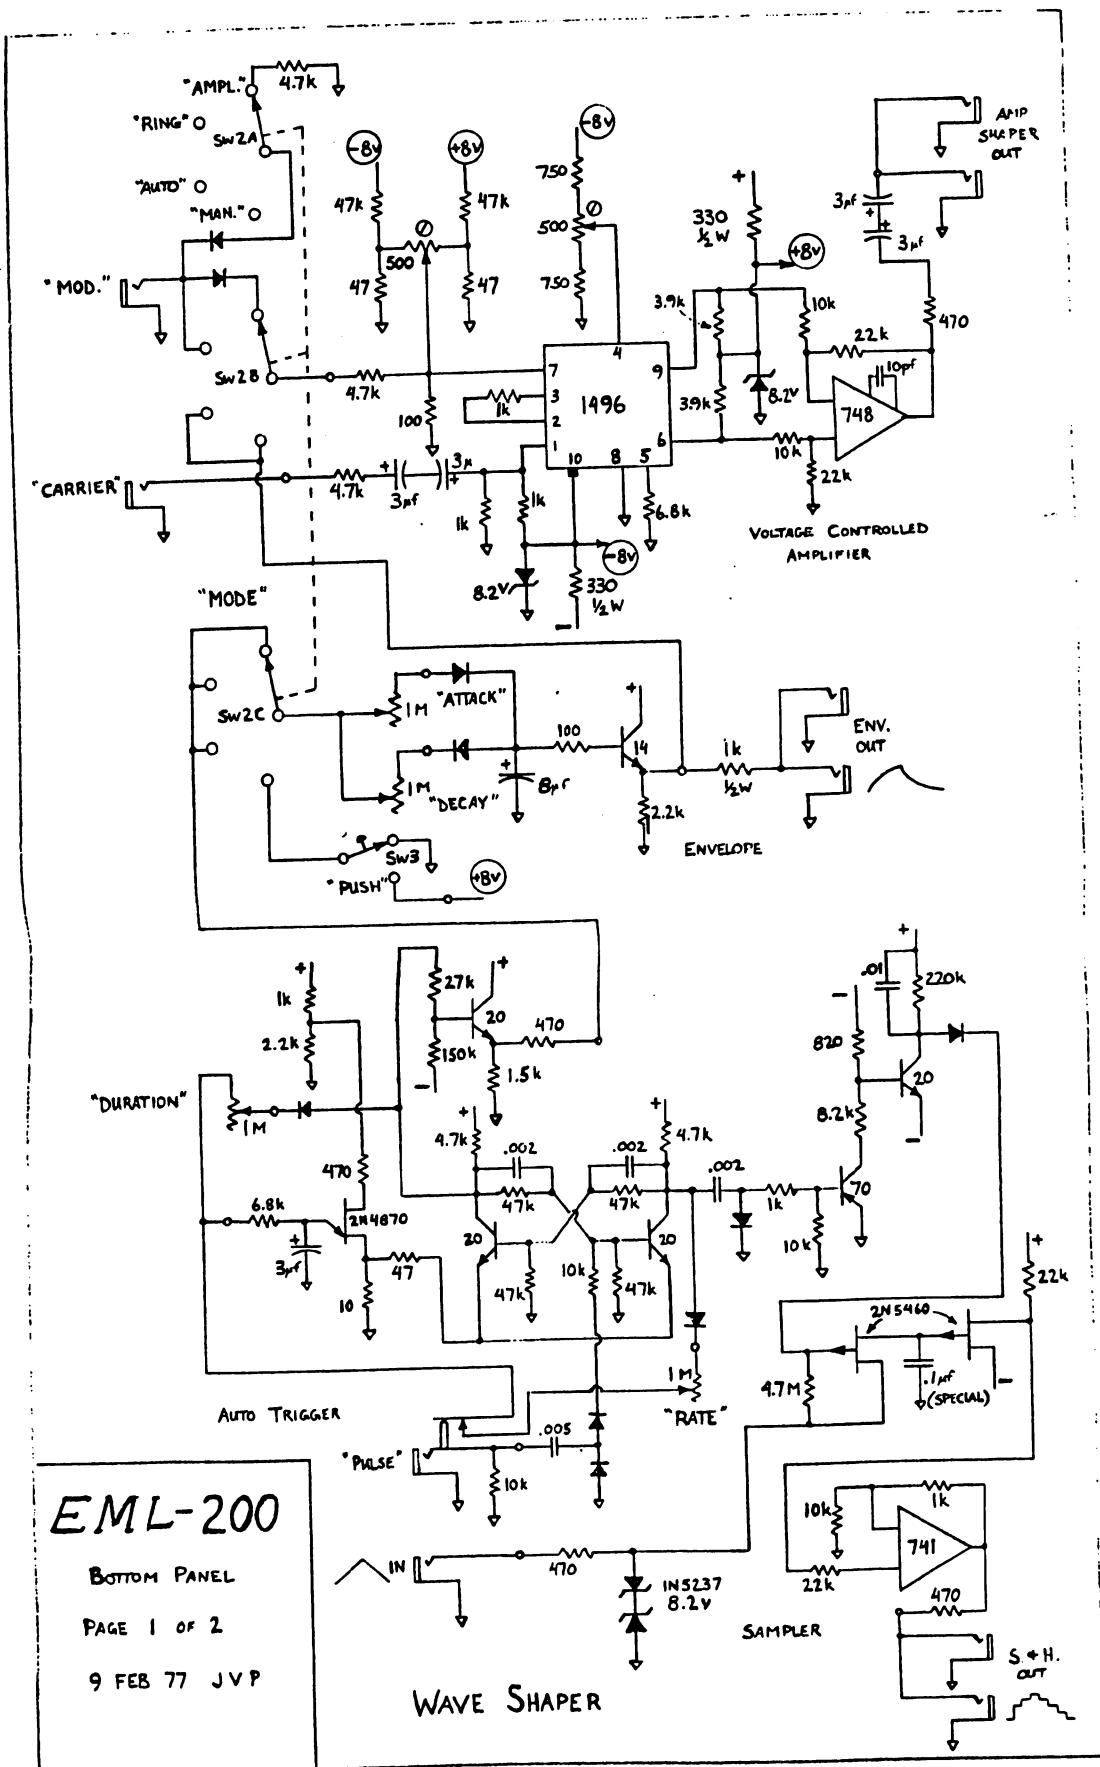 "AMPL."
4.7k
"RING"
SW2A
-8v
+8v
-8v
AMP
SHAPER
OUT
"AUTO"
"MAN."
750
47k
47k
+
3µf
+
+
3µf
500
500
330
½W
+8v
"MOD."
47
47
750
3.9k
10k
470
22k
4
10pf
SW2B
7
9
4.7k
3
1k
1496
3.9k
8.2V
748
2
100
1
10
8
5
6
10k
22k
"CARRIER"
4.7k
+
3µf
3µ
+
1k
1k
6.8k
VOLTAGE CONTROLLED
AMPLIFIER
-8v
8.2V
330
½W
-
"MODE"
1M
"ATTACK"
+
SW2C
100
14
1k
½W
ENV.
OUT
1M
"DECAY"
+
8µf
2.2k
ENVELOPE
SW3
"PUSH"
+8v
+
1k
27k
+
20
470
-
.01
+
220k
2.2k
150k
-
1.5k
820
20
"DURATION"
1M
+
4.7k
.002
+
.002
4.7k
.002
8.2k
-
470
47k
47k
1k
70
6.8k
2N4870
20
20
10k
+
3µf
47
47k
10k
47k
+
22k
10
2N5460
1M
"RATE"
4.7M
.1µf
(SPECIAL)
-
AUTO TRIGGER
"PULSE"
.005
10k
10k
1k
741
22k
IN
470
1N5237
8.2V
470
SAMPLER
S. & H.
OUT
EML-200
BOTTOM PANEL
PAGE 1 OF 2
9 FEB 77 JVP
WAVE SHAPER